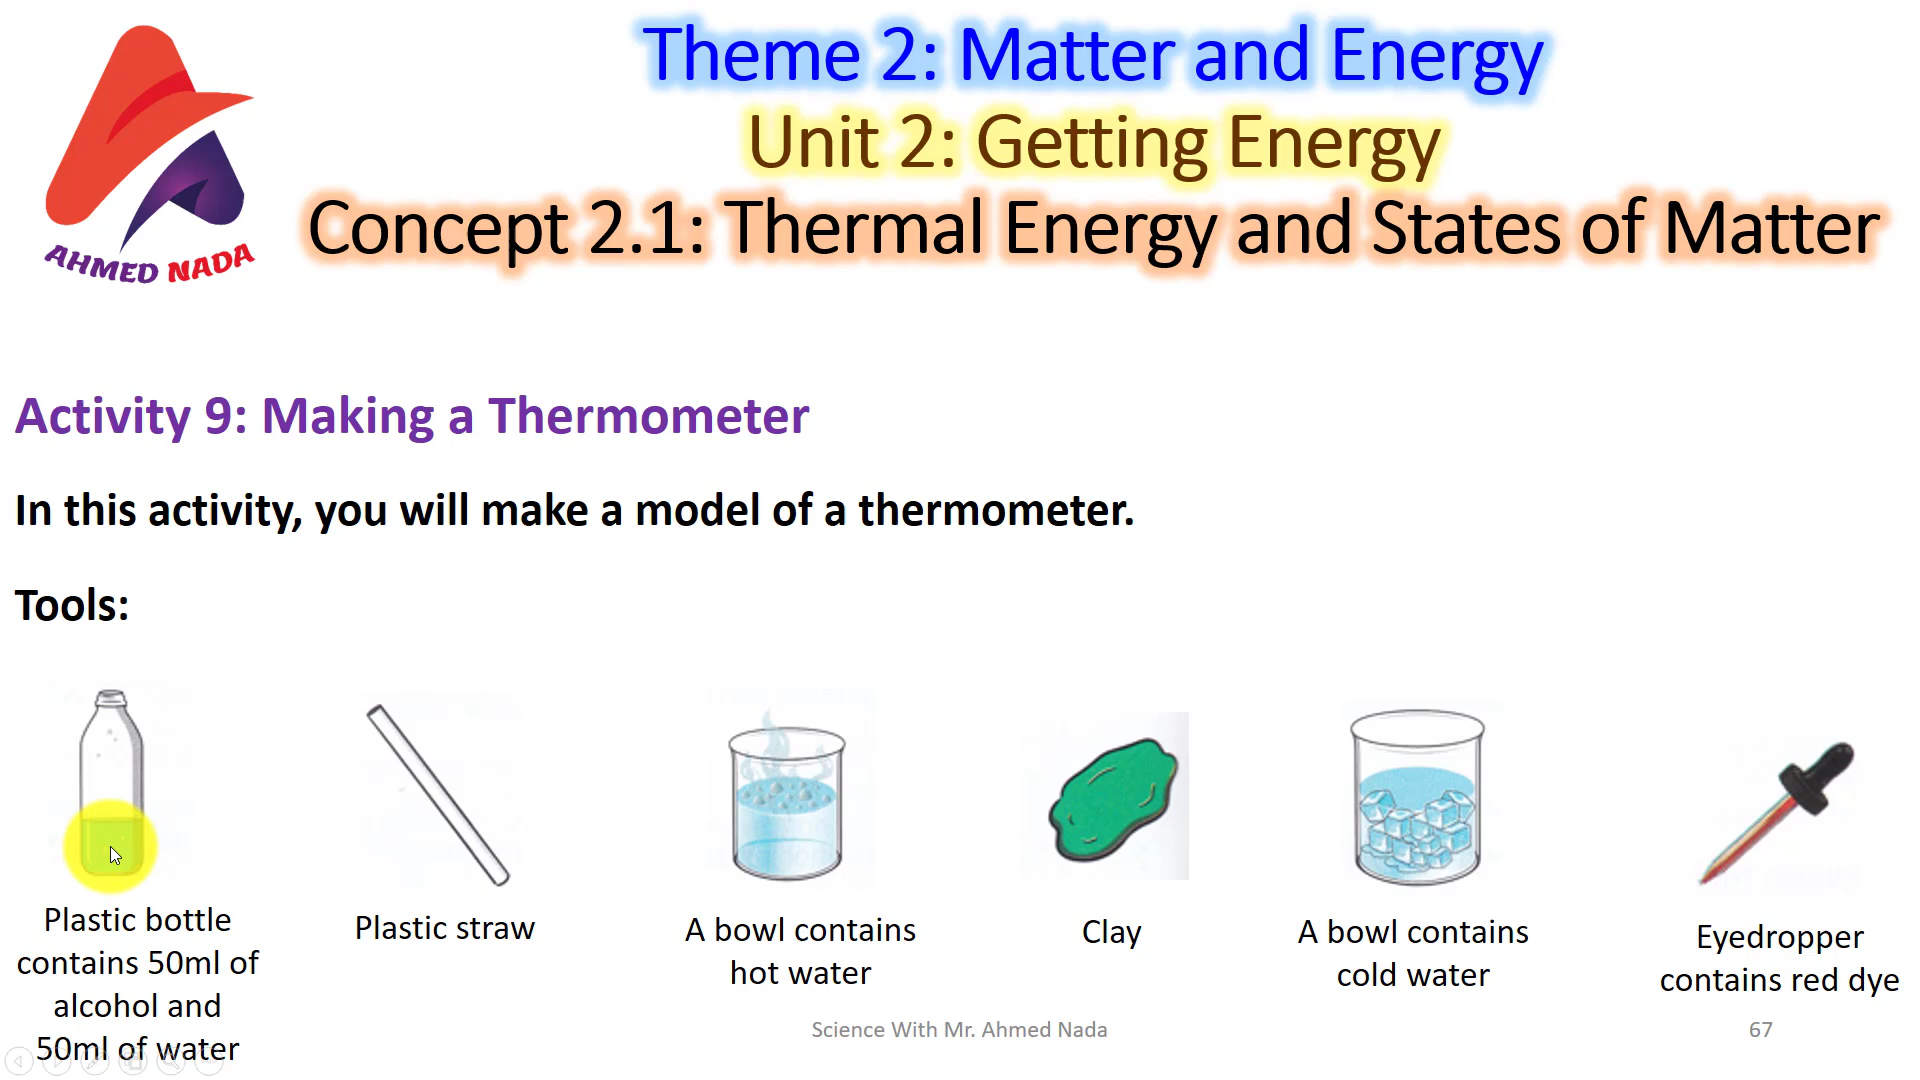 Theme 2: Matter and Energy
Unit 2: Getting Energy
Concept 2.1: Thermal Energy and States of Matter
AHMED NADA
Activity 9: Making a Thermometer
In this activity, you will make a model of a thermometer.
Tools:
Plastic bottle
contains 50ml of
alcohol and
50ml of water
Plastic straw
A bowl contains
hot water
Clay
A bowl contains
cold water
Eyedropper
contains red dye
Science With Mr. Ahmed Nada
67